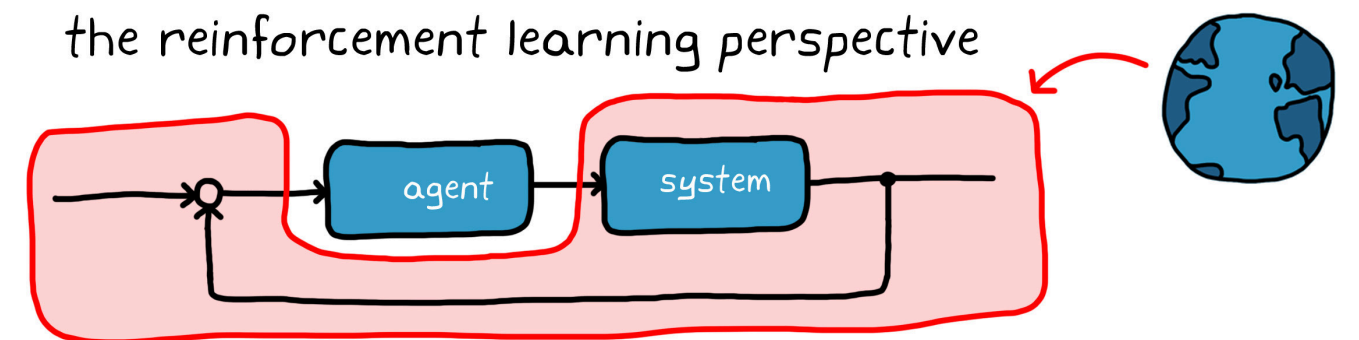 the reinforcement learning perspective
agent
system